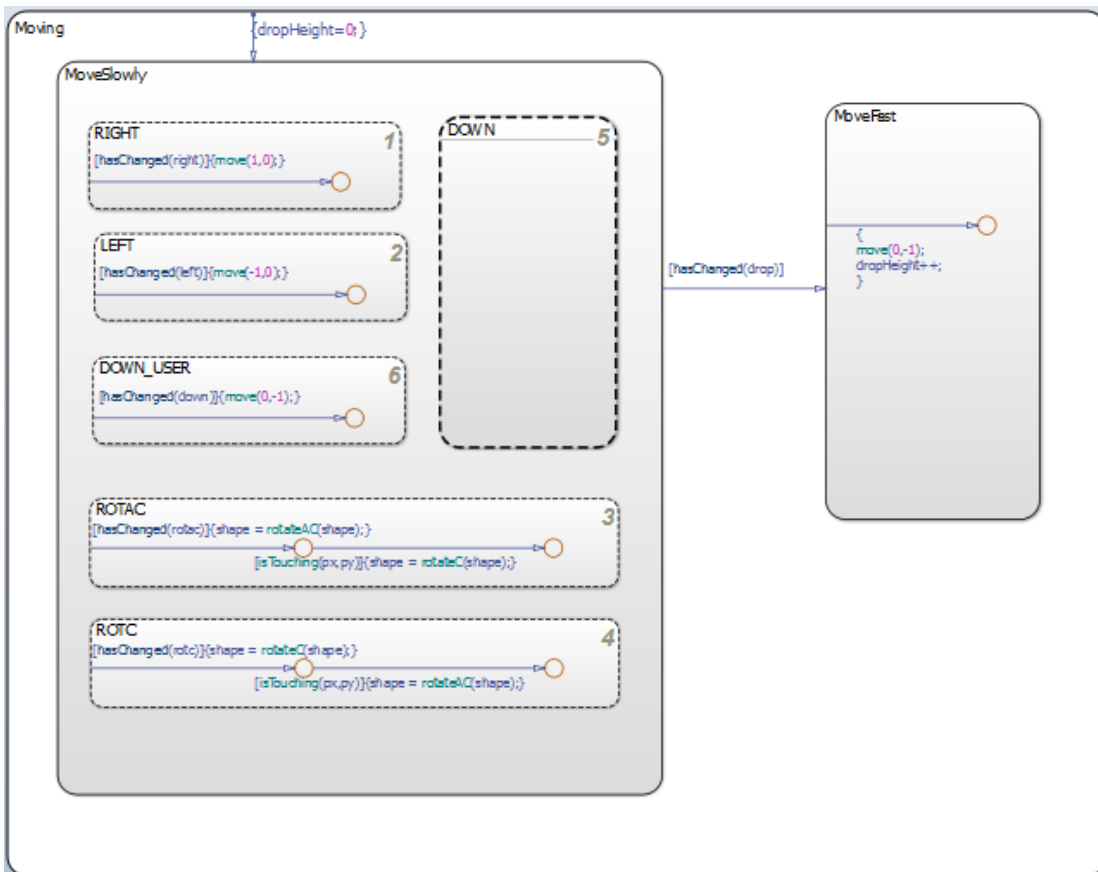 Moving
{dropHeight=0;}
MoveSlowly
RIGHT
1
[hasChanged(right)]{move(1,0);}
LEFT
2
[hasChanged(left)]{move(-1,0);}
DOWN_USER
6
[hasChanged(down)]{move(0,-1);}
DOWN
5
ROTAC
3
[hasChanged(rotac)]{shape = rotateAC(shape);}
[isTouching(px,py)]{shape = rotateC(shape);}
ROTC
4
[hasChanged(rotc)]{shape = rotateC(shape);}
[isTouching(px,py)]{shape = rotateAC(shape);}
[hasChanged(drop)]
MoveFast
{
move(0,-1);
dropHeight++;
}